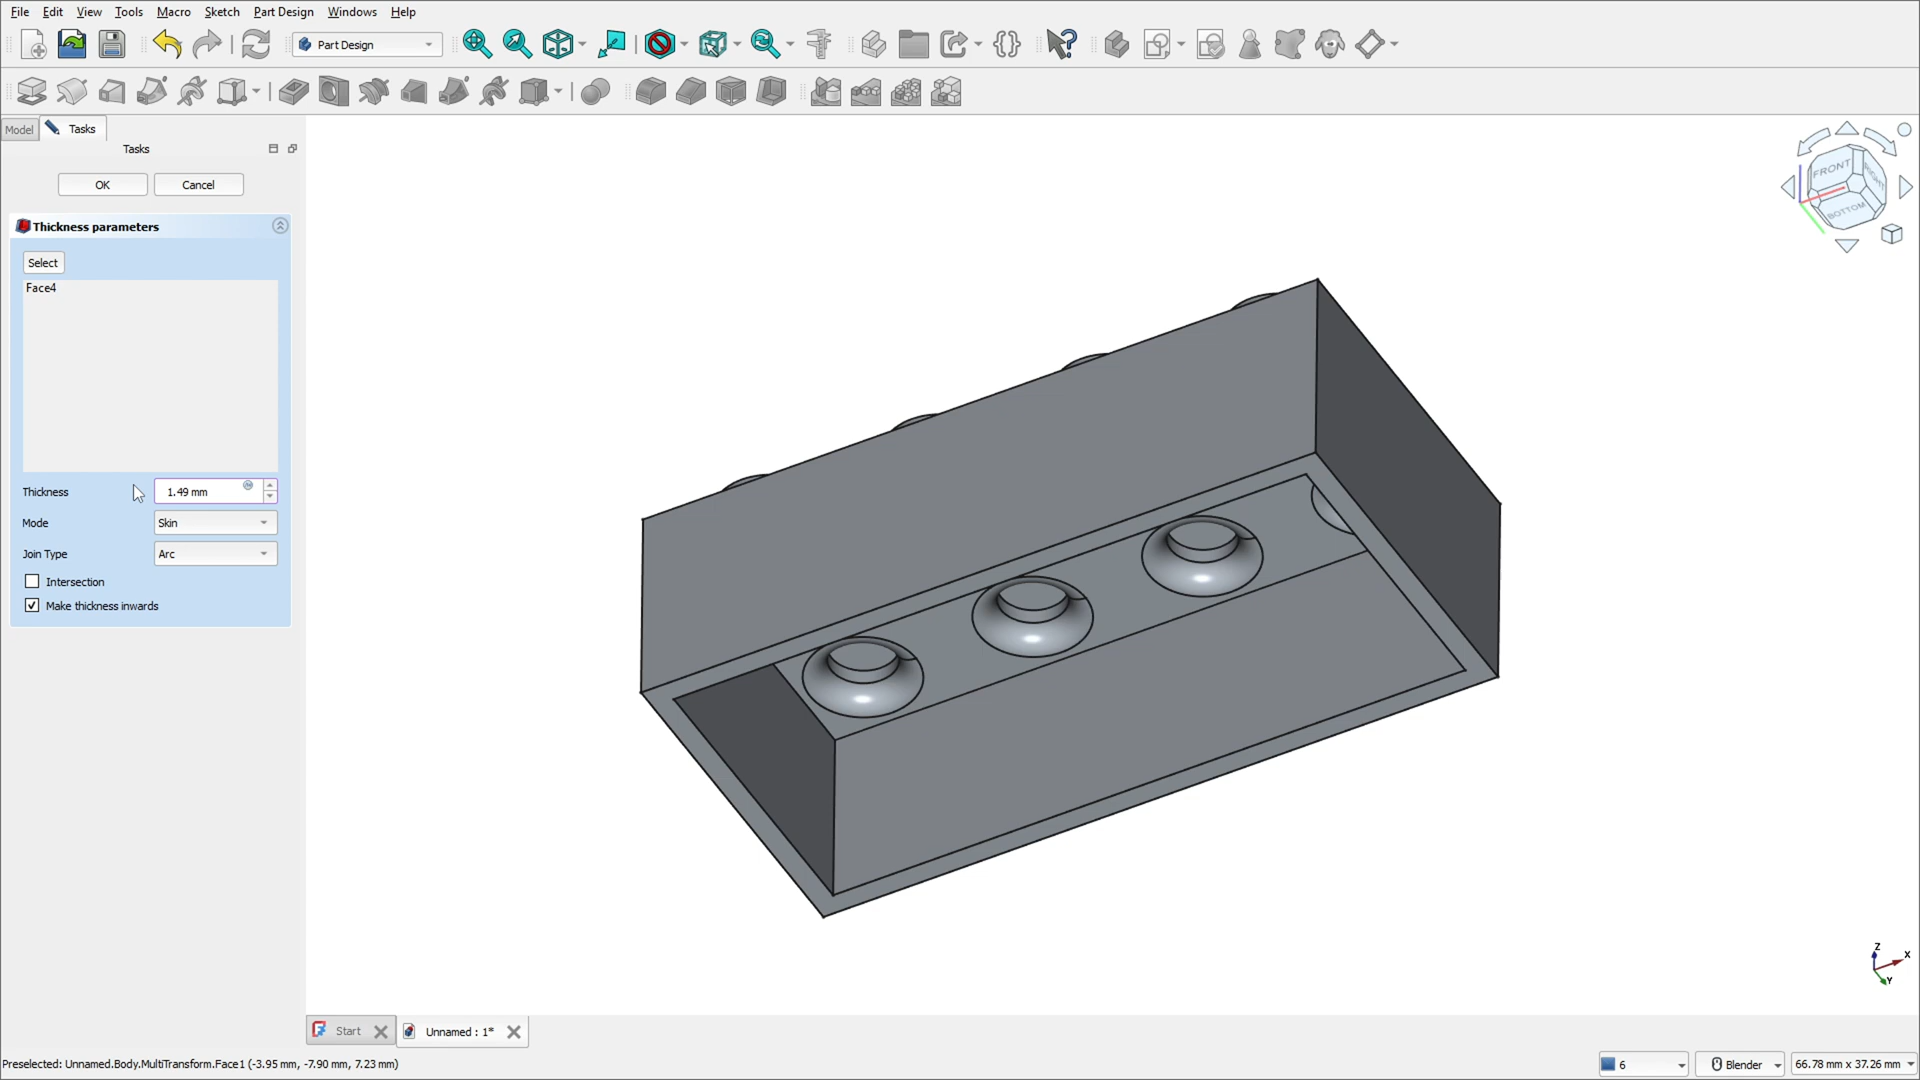 File Edit View Tools Macro Sketch Part Design Windows Help
Part Design
Model Tasks
Tasks
OK Cancel
Thickness parameters
Select
Face4
Thickness 1.49 mm
Mode Skin
Join Type Arc
Intersection
Make thickness inwards
FRONT
RIGHT
BOTTOM
Z
X
Y
Start Unnamed : 1*
Preselected: Unnamed.Body.MultiTransform.Face1 (-3.95 mm, -7.90 mm, 7.23 mm) 6 Blender 66.78 mm x 37.26 mm